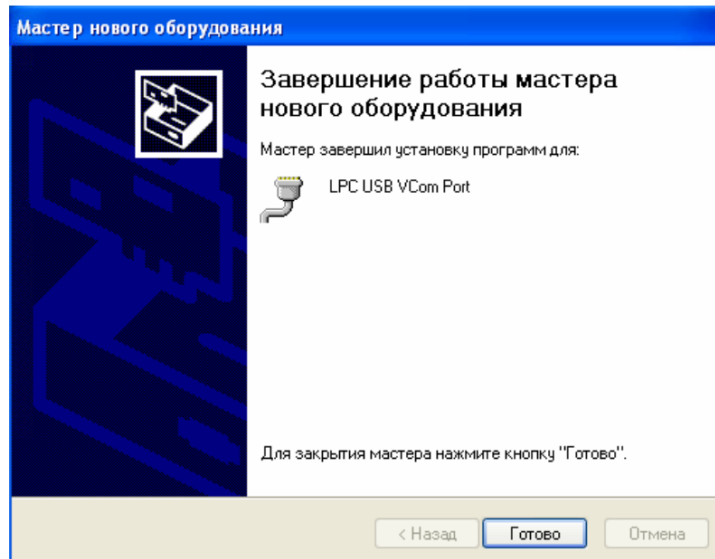 Мастер нового оборудования
Завершение работы мастера
нового оборудования
Мастер завершил установку программ для:
LPC USB VCom Port
Для закрытия мастера нажмите кнопку "Готово".
< Назад Готово Отмена